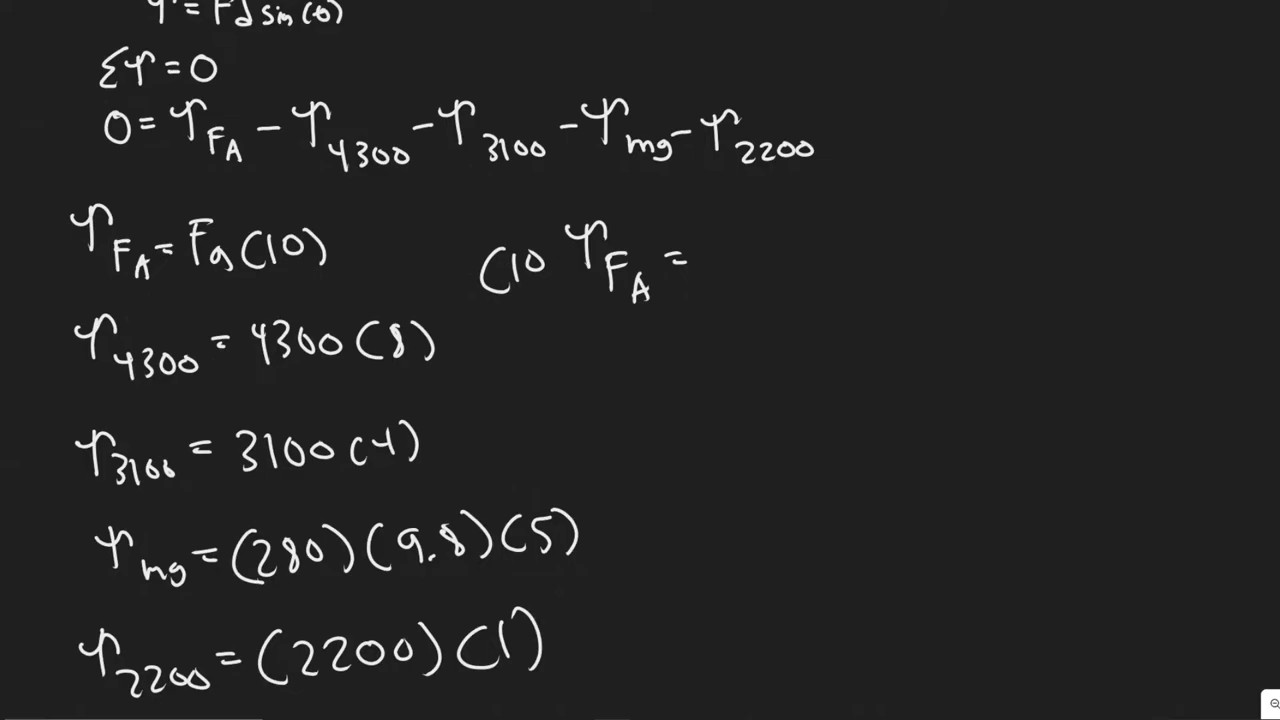 τ = Fd sin(θ)
Στ = 0
0 = τ_FA - τ_4300 - τ_3100 - τ_mg - τ_2200
τ_FA = Fa(10)
(10 τ_FA =
τ_4300 = 4300(8)
τ_3100 = 3100(4)
τ_mg = (280)(9.8)(5)
τ_2200 = (2200)(1)